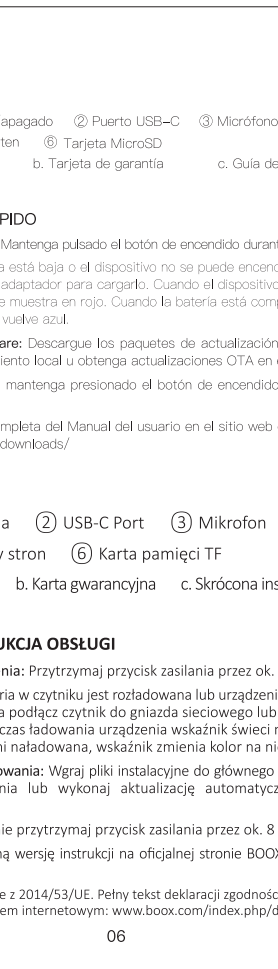 apagado ② Puerto USB-C ③ Micrófono
ten ⑥ Tarjeta MicroSD
b. Tarjeta de garantía c. Guía de
PIDO
Mantenga pulsado el botón de encendido durant
a está baja o el dispositivo no se puede encend
adaptador para cargarlo. Cuando el dispositivo
e muestra en rojo. Cuando la batería está comp
vuelve azul.
are: Descargue los paquetes de actualización
iento local u obtenga actualizaciones OTA en e
mantenga presionado el botón de encendido
mpleta del Manual del usuario en el sitio web
downloads/
a ② USB-C Port ③ Mikrofon
y stron ⑥ Karta pamięci TF
b. Karta gwarancyjna c. Skrócona ins
UKCJA OBSŁUGI
nia: Przytrzymaj przycisk zasilania przez ok.
ria w czytniku jest rozładowana lub urządzeni
a podłącz czytnik do gniazda sieciowego lub
czas ładowania urządzenia wskaźnik świeci n
ni naładowana, wskaźnik zmienia kolor na nie
owania: Wgraj pliki instalacyjne do głównego
nia lub wykonaj aktualizację automatycz
ie przytrzymaj przycisk zasilania przez ok. 8
ną wersję instrukcji na oficjalnej stronie BOOX
e z 2014/53/UE. Pełny tekst deklaracji zgodnośc
em internetowym: www.boox.com/index.php/d
06